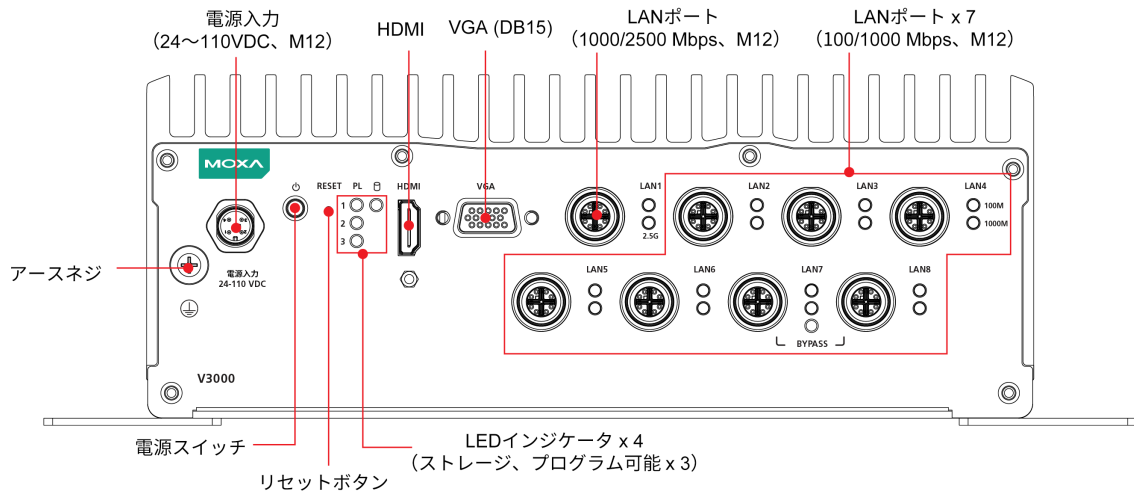 電源入力
（24～110VDC、M12）
HDMI
VGA (DB15)
LANポート
（1000/2500 Mbps、M12）
LANポート x 7
（100/1000 Mbps、M12）
MOXA
RESET
PL
HDMI
VGA
LAN1
LAN2
LAN3
LAN4
1
2
3
2.5G
100M
1000M
アースネジ
電源入力
24-110 VDC
LAN5
LAN6
LAN7
LAN8
BYPASS
V3000
電源スイッチ
リセットボタン
LEDインジケータ x 4
（ストレージ、プログラム可能 x 3）